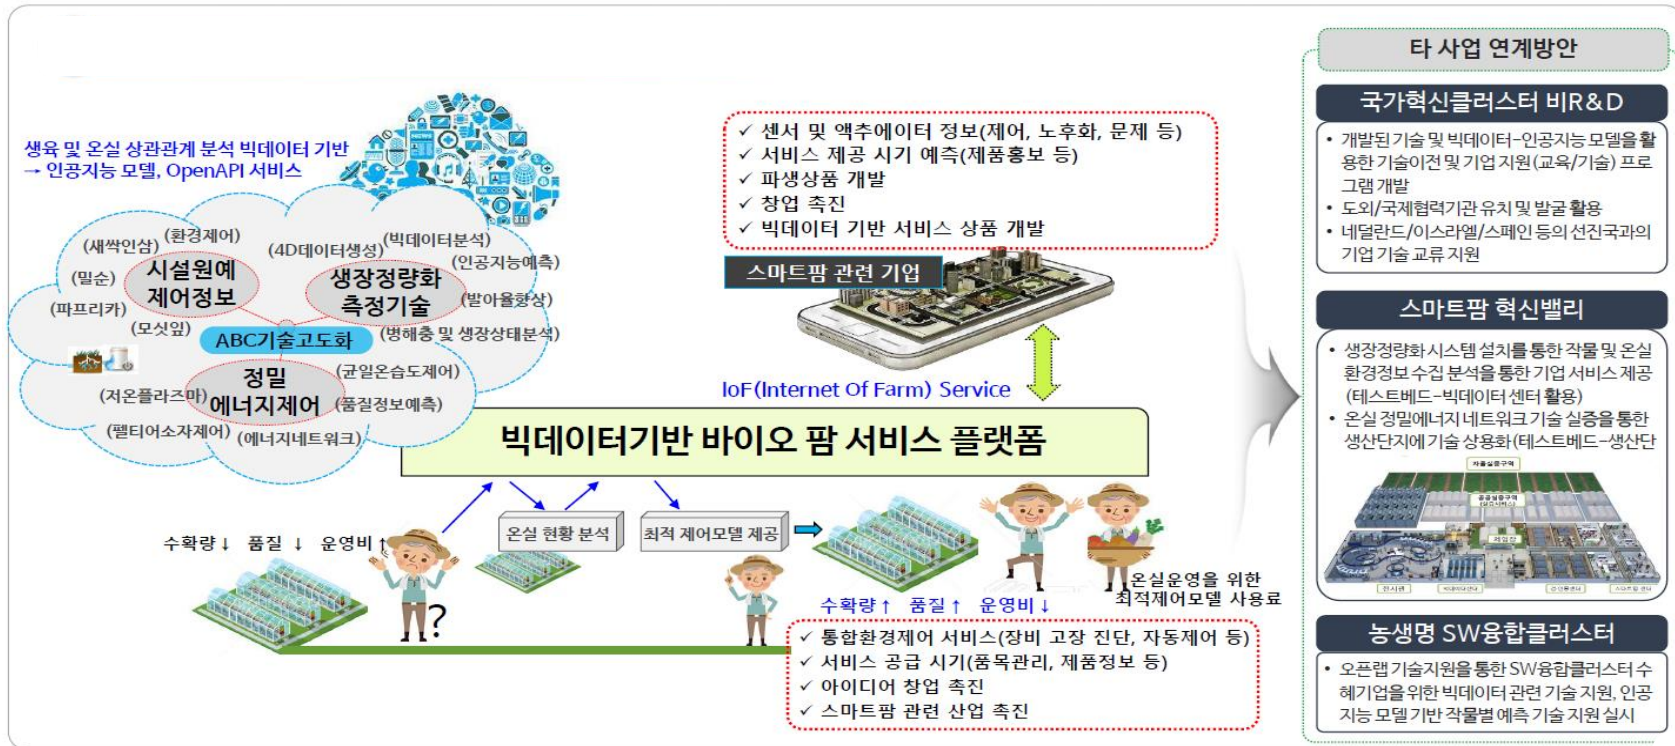 생육 및 온실 상관관계 분석 빅데이터 기반
→ 인공지능 모델, OpenAPI 서비스
(새싹인삼)
(환경제어)
(밀순)
시설원예
제어정보
(파프리카)
(모싯잎)
(4D데이터생성)
(빅데이터분석)
(인공지능예측)
생장정량화
측정기술
(발아율향상)
(병해충 및 생장상태분석)
ABC기술고도화
정밀
에너지제어
(균일온습도제어)
(저온플라즈마)
(품질정보예측)
(펠티어소자제어)
(에너지네트워크)
✓ 센서 및 액추에이터 정보(제어, 노후화, 문제 등)
✓ 서비스 제공 시기 예측(제품홍보 등)
✓ 파생상품 개발
✓ 창업 촉진
✓ 빅데이터 기반 서비스 상품 개발
스마트팜 관련 기업
IoF(Internet Of Farm) Service
빅데이터기반 바이오 팜 서비스 플랫폼
수확량↓ 품질↓ 운영비↑
?
온실 현황 분석
최적 제어모델 제공
수확량↑ 품질↑ 운영비↓
온실운영을 위한
최적제어모델 사용료
✓ 통합환경제어 서비스(장비 고장 진단, 자동제어 등)
✓ 서비스 공급 시기(품목관리, 제품정보 등)
✓ 아이디어 창업 촉진
✓ 스마트팜 관련 산업 촉진
타 사업 연계방안
국가혁신클러스터 비R&D
• 개발된 기술 및 빅데이터-인공지능 모델을 활
용한 기술이전 및 기업 지원(교육/기술) 프로
그램 개발
• 도외/국제협력기관 유치 및 발굴 활용
• 네덜란드/이스라엘/스페인 등의 선진국과의
기업 기술 교류 지원
스마트팜 혁신밸리
• 생장정량화 시스템 설치를 통한 작물 및 온실
환경정보 수집 분석을 통한 기업 서비스 제공
(테스트베드-빅데이터 센터 활용)
• 온실 정밀에너지 네트워크 기술 실증을 통한
생산단지에 기술 상용화(테스트베드-생산단
자율실증구역
전시관
농생명 SW융합클러스터
• 오픈랩 기술지원을 통한 SW융합클러스터 수
혜기업을 위한 빅데이터 관련 기술 지원, 인공
지능 모델 기반 작물별 예측 기술 지원 실시